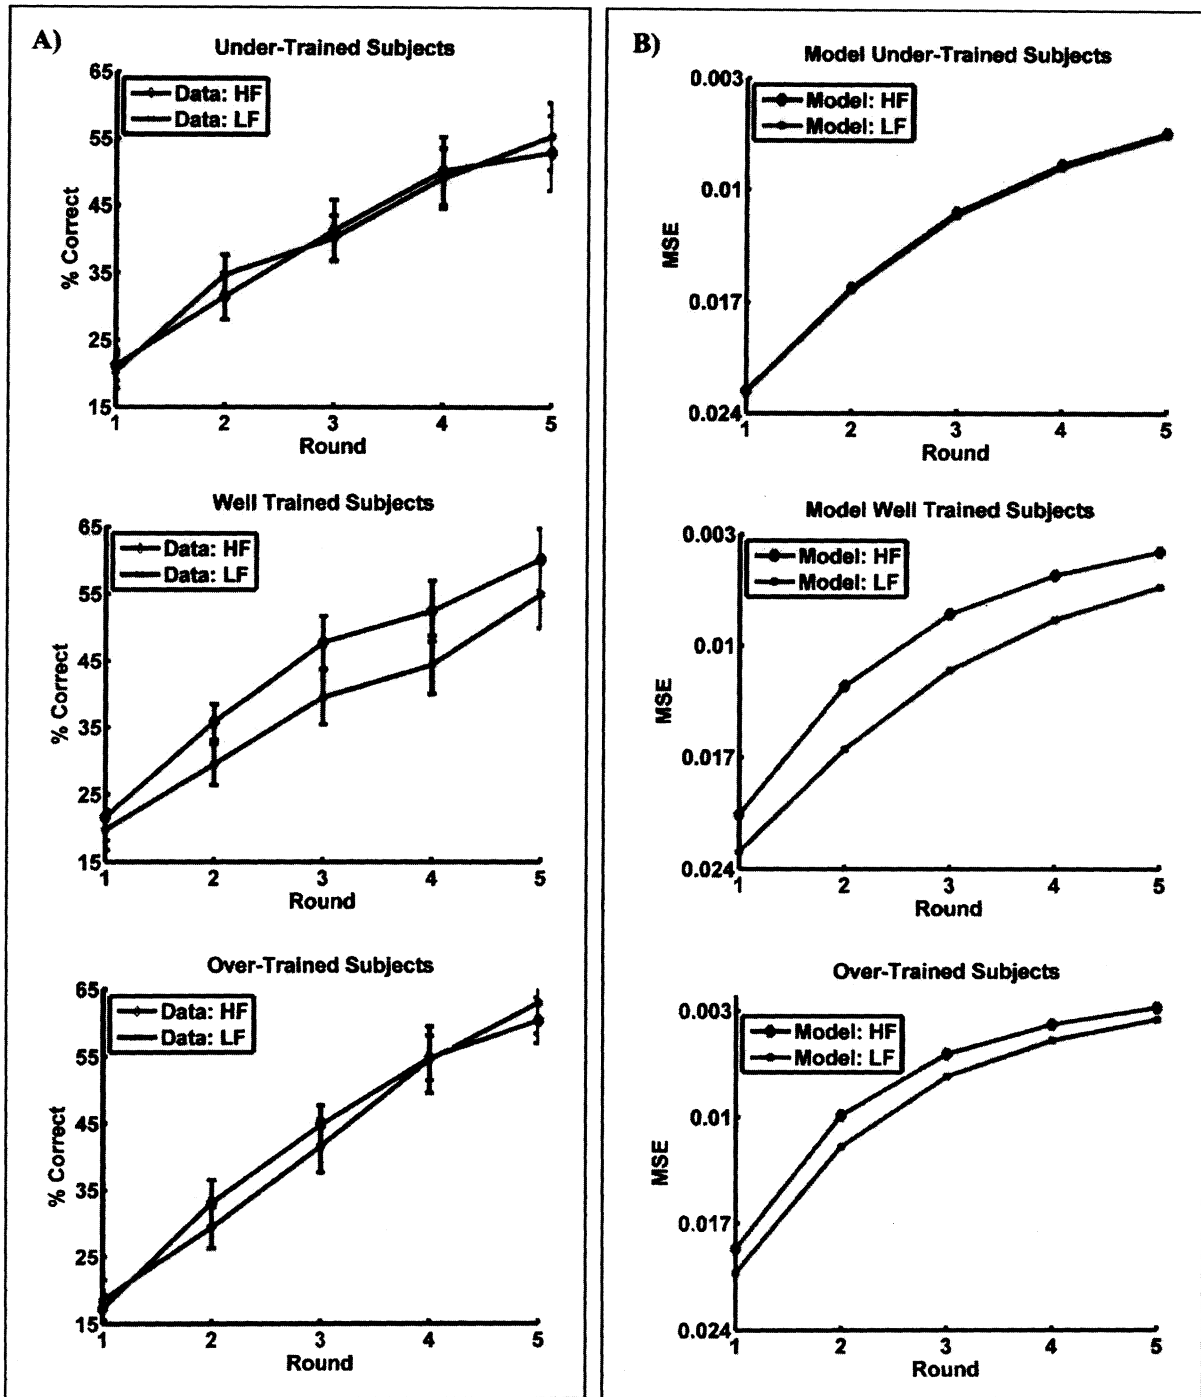 A)
Under-Trained Subjects
65
55
45
35
25
15
% Correct
Data: HF
Data: LF
1 2 3 4 5
Round
Well Trained Subjects
65
55
45
35
25
15
% Correct
Data: HF
Data: LF
1 2 3 4 5
Round
Over-Trained Subjects
65
55
45
35
25
15
% Correct
Data: HF
Data: LF
1 2 3 4 5
Round
B)
Model Under-Trained Subjects
0.003
0.01
0.017
0.024
MSE
Model: HF
Model: LF
1 2 3 4 5
Round
Model Well Trained Subjects
0.003
0.01
0.017
0.024
MSE
Model: HF
Model: LF
1 2 3 4 5
Round
Over-Trained Subjects
0.003
0.01
0.017
0.024
MSE
Model: HF
Model: LF
1 2 3 4 5
Round